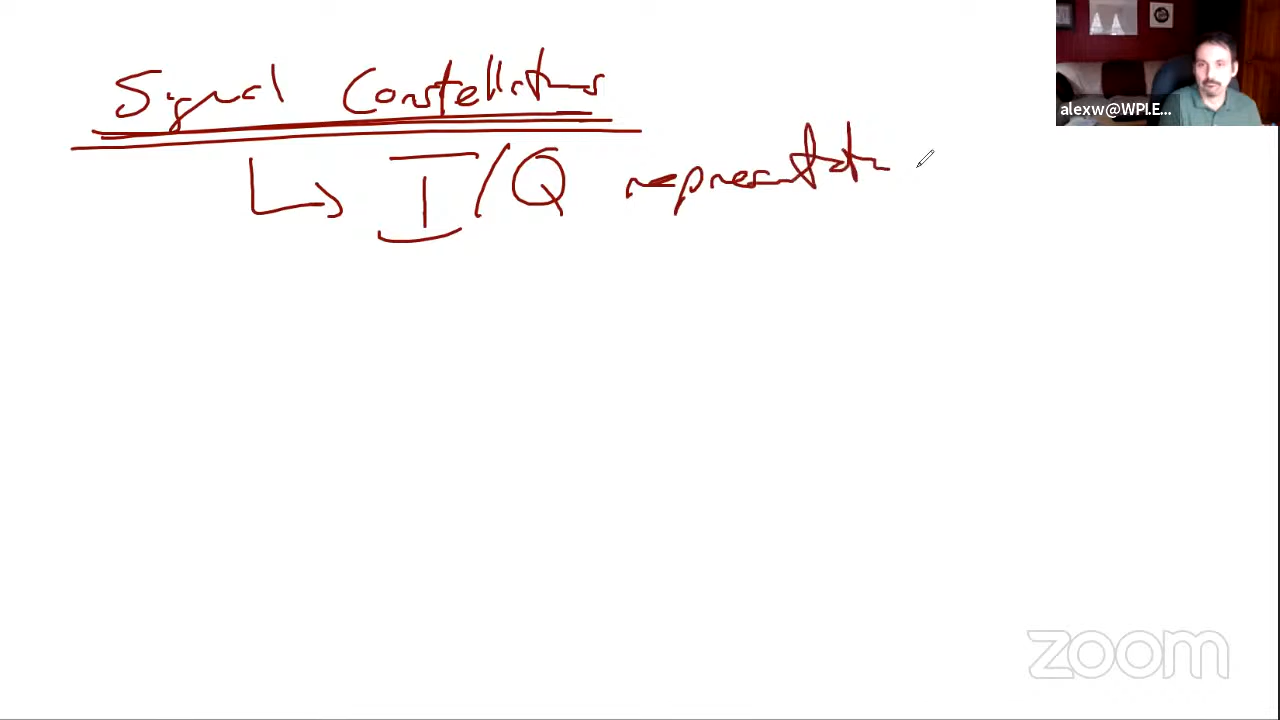 Signal Constellations
↳ I/Q representation
alexw@WPI.E...
zoom